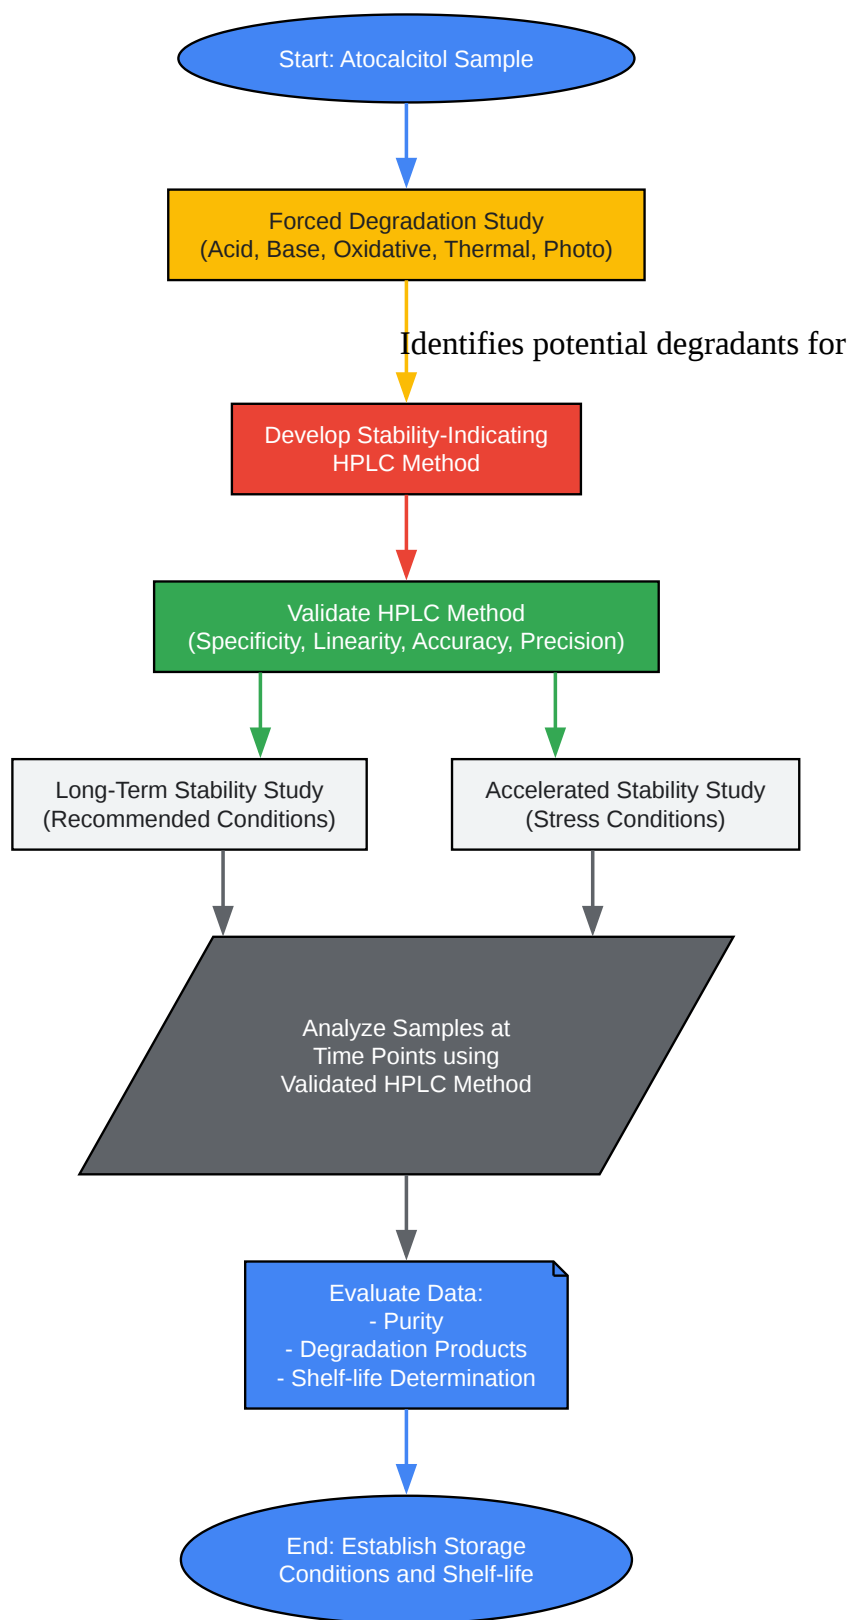 Start: Atocalcitol Sample
Forced Degradation Study
(Acid, Base, Oxidative, Thermal, Photo)
Identifies potential degradants for
Develop Stability-Indicating
HPLC Method
Validate HPLC Method
(Specificity, Linearity, Accuracy, Precision)
Long-Term Stability Study
(Recommended Conditions)
Accelerated Stability Study
(Stress Conditions)
Analyze Samples at
Time Points using
Validated HPLC Method
Evaluate Data:
- Purity
- Degradation Products
- Shelf-life Determination
End: Establish Storage
Conditions and Shelf-life